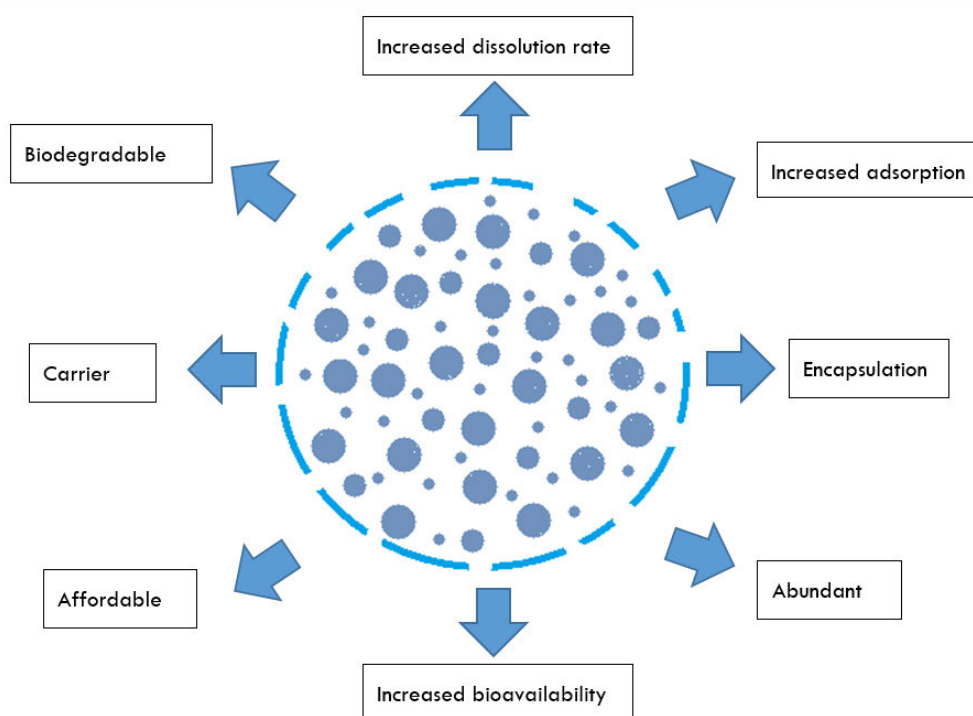 Increased dissolution rate
Biodegradable
Increased adsorption
Carrier
Encapsulation
Affordable
Abundant
Increased bioavailability